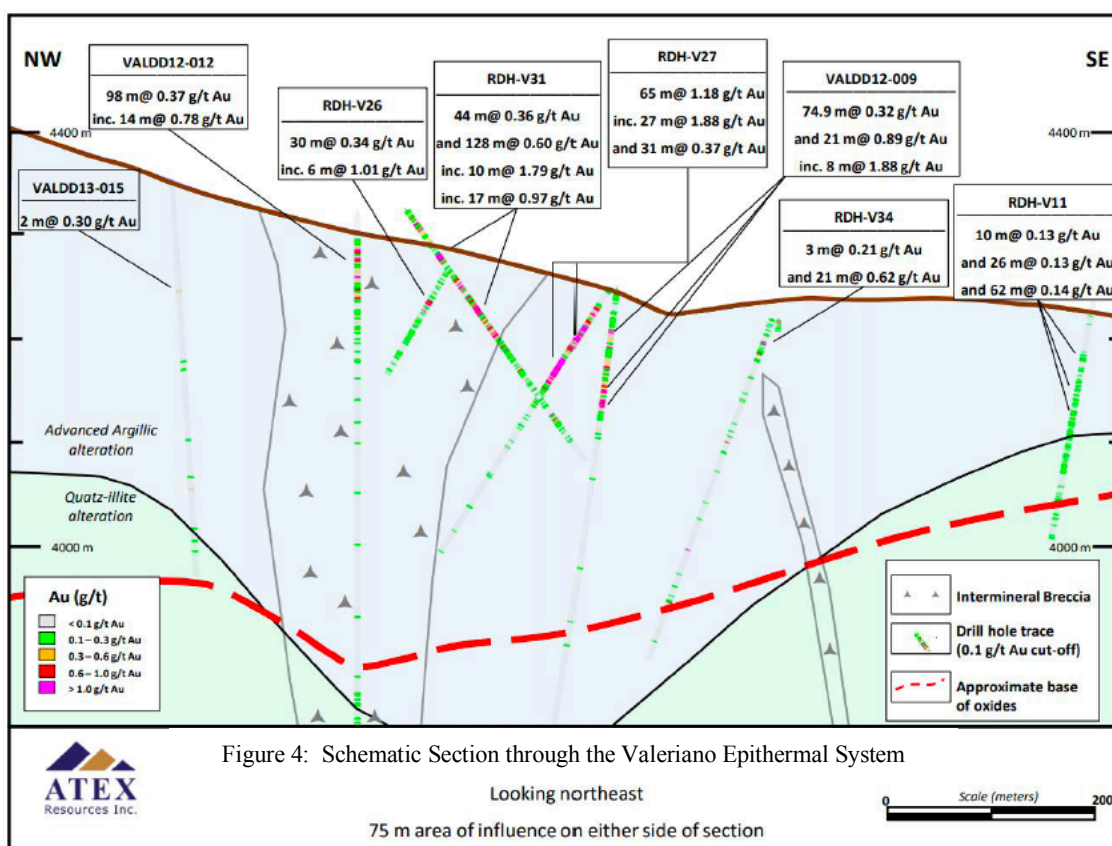 NW
SE
VALDD12-012
98 m@ 0.37 g/t Au
inc. 14 m@ 0.78 g/t Au
RDH-V26
30 m@ 0.34 g/t Au
inc. 6 m@ 1.01 g/t Au
RDH-V31
44 m@ 0.36 g/t Au
and 128 m@ 0.60 g/t Au
inc. 10 m@ 1.79 g/t Au
inc. 17 m@ 0.97 g/t Au
RDH-V27
65 m@ 1.18 g/t Au
inc. 27 m@ 1.88 g/t Au
and 31 m@ 0.37 g/t Au
VALDD12-009
74.9 m@ 0.32 g/t Au
and 21 m@ 0.89 g/t Au
inc. 8 m@ 1.88 g/t Au
4400 m
4400 m
VALDD13-015
2 m@ 0.30 g/t Au
RDH-V34
3 m@ 0.21 g/t Au
and 21 m@ 0.62 g/t Au
RDH-V11
10 m@ 0.13 g/t Au
and 26 m@ 0.13 g/t Au
and 62 m@ 0.14 g/t Au
Advanced Argillic
alteration
Quatz-illite
alteration
4000 m
4000 m
Au (g/t)
< 0.1 g/t Au
0.1 – 0.3 g/t Au
0.3 – 0.6 g/t Au
0.6 – 1.0 g/t Au
> 1.0 g/t Au
Intermineral Breccia
Drill hole trace
(0.1 g/t Au cut-off)
Approximate base
of oxides
Figure 4: Schematic Section through the Valeriano Epithermal System
ATEX
Resources Inc.
Looking northeast
75 m area of influence on either side of section
Scale (meters)
0
200